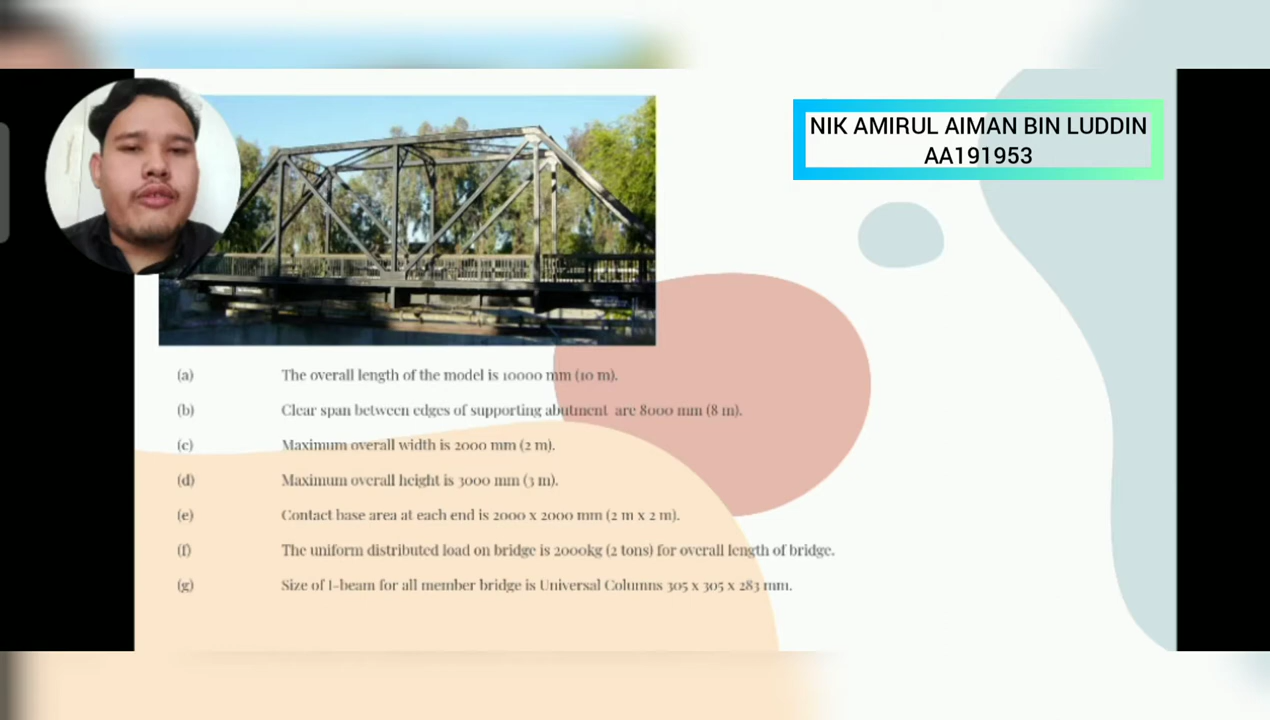 NIK AMIRUL AIMAN BIN LUDDIN
AA191953
(a) The overall length of the model is 10000 mm (10 m).
(b) Clear span between edges of supporting abutment are 8000 mm (8 m).
(c) Maximum overall width is 2000 mm (2 m).
(d) Maximum overall height is 3000 mm (3 m).
(e) Contact base area at each end is 2000 x 2000 mm (2 m x 2 m).
(f) The uniform distributed load on bridge is 2000kg (2 tons) for overall length of bridge.
(g) Size of I-beam for all member bridge is Universal Columns 305 x 305 x 283 mm.